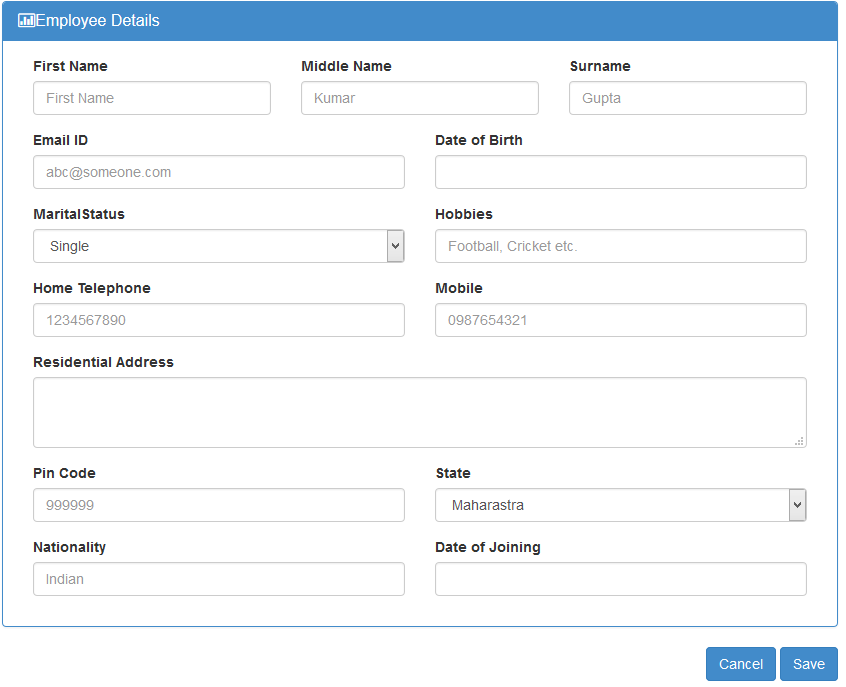 Employee Details
First Name Middle Name Surname
First Name Kumar Gupta
Email ID Date of Birth
abc@someone.com
MaritalStatus Hobbies
Single Football, Cricket etc.
Home Telephone Mobile
1234567890 0987654321
Residential Address
Pin Code State
999999 Maharastra
Nationality Date of Joining
Indian
Cancel Save